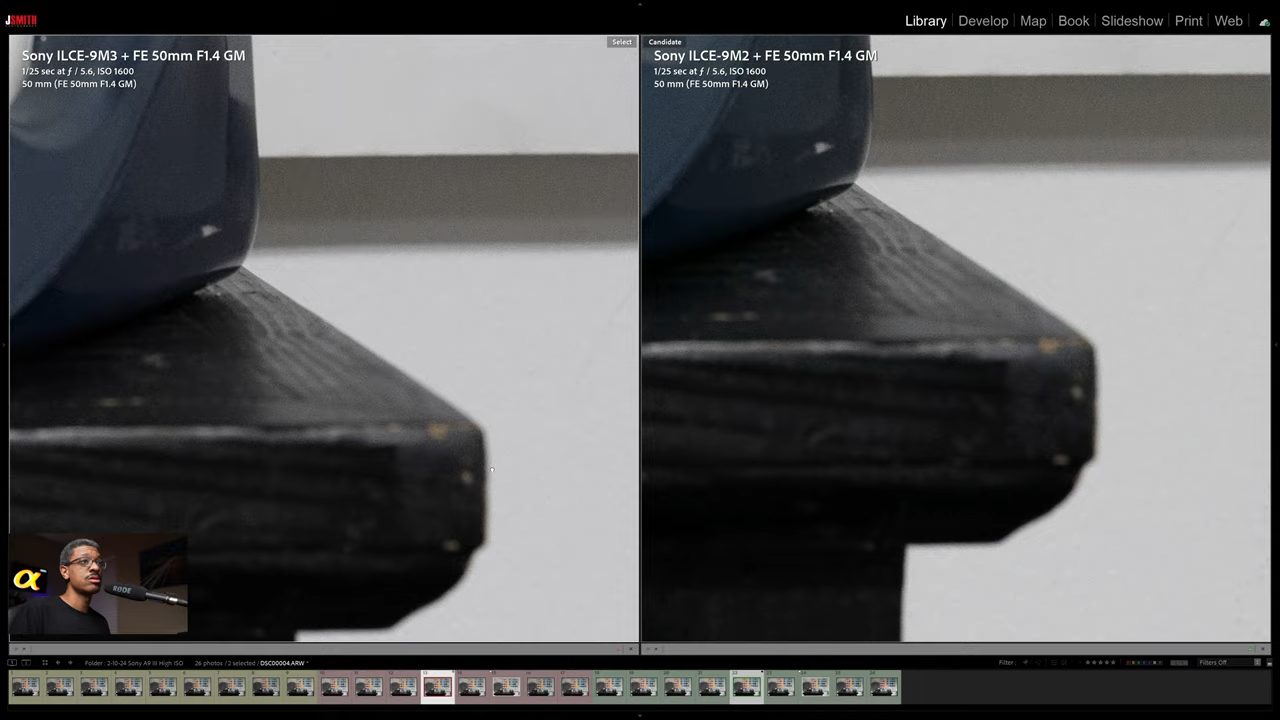 JSMITH
Library Develop Map Book Slideshow Print Web
Select
Sony ILCE-9M3 + FE 50mm F1.4 GM
1/25 sec at ƒ / 5.6, ISO 1600
50 mm (FE 50mm F1.4 GM)
Candidate
Sony ILCE-9M2 + FE 50mm F1.4 GM
1/25 sec at ƒ / 5.6, ISO 1600
50 mm (FE 50mm F1.4 GM)
α
RØDE
Folder : 2-10-24 Sony A9 III High ISO 26 photos / 2 selected / DSC00004.ARW
Filter : Filters Off